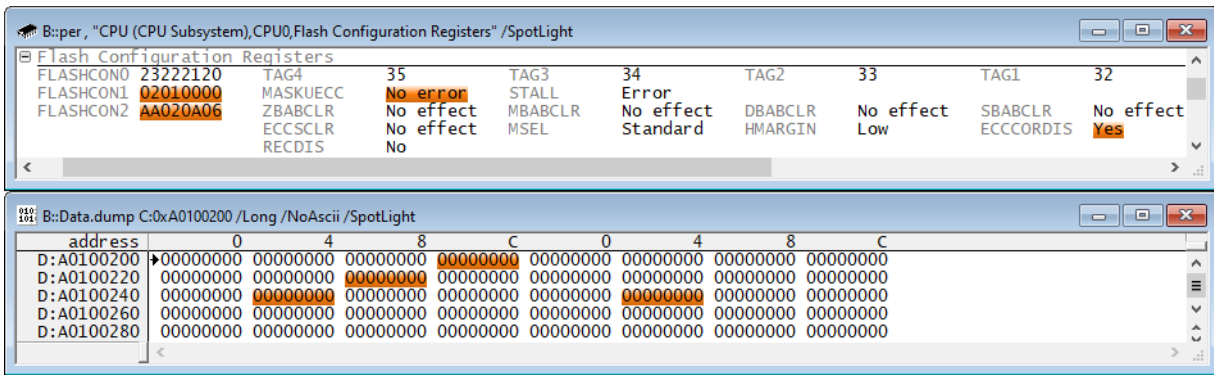 B::per , "CPU (CPU Subsystem),CPU0,Flash Configuration Registers" /SpotLight
Flash Configuration Registers
FLASHCON0 23222120 TAG4 35 TAG3 34 TAG2 33 TAG1 32
FLASHCON1 02010000 MASKUECC No error STALL Error
FLASHCON2 AA020A06 ZBABCLR No effect MBABCLR No effect DBABCLR No effect SBABCLR No effect
ECCSCLR No effect MSEL Standard HMARGIN Low ECCCORDIS Yes
RECDIS No
B::Data.dump C:0xA0100200 /Long /NoAscii /SpotLight
address 0 4 8 C 0 4 8 C
D:A0100200 00000000 00000000 00000000 00000000 00000000 00000000 00000000 00000000
D:A0100220 00000000 00000000 00000000 00000000 00000000 00000000 00000000 00000000
D:A0100240 00000000 00000000 00000000 00000000 00000000 00000000 00000000 00000000
D:A0100260 00000000 00000000 00000000 00000000 00000000 00000000 00000000 00000000
D:A0100280 00000000 00000000 00000000 00000000 00000000 00000000 00000000 00000000